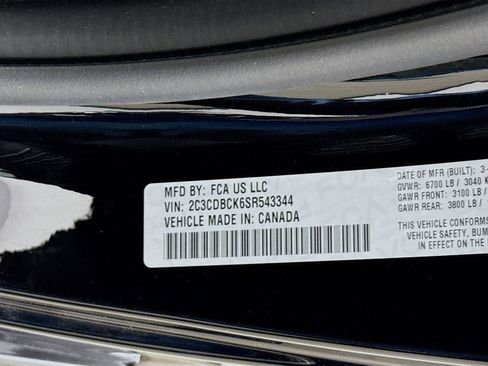 MFD BY: FCA US LLC
VIN: 2C3CDBCK6SR543344
VEHICLE MADE IN: CANADA
DATE OF MFR (BUILT): 3-
GVWR: 6700 LB / 3040 K
GAWR FRONT: 3100 LB /
GAWR REAR: 3800 LB /
THIS VEHICLE CONFORMS
VEHICLE SAFETY, BUM
IN EFFECT ON THE